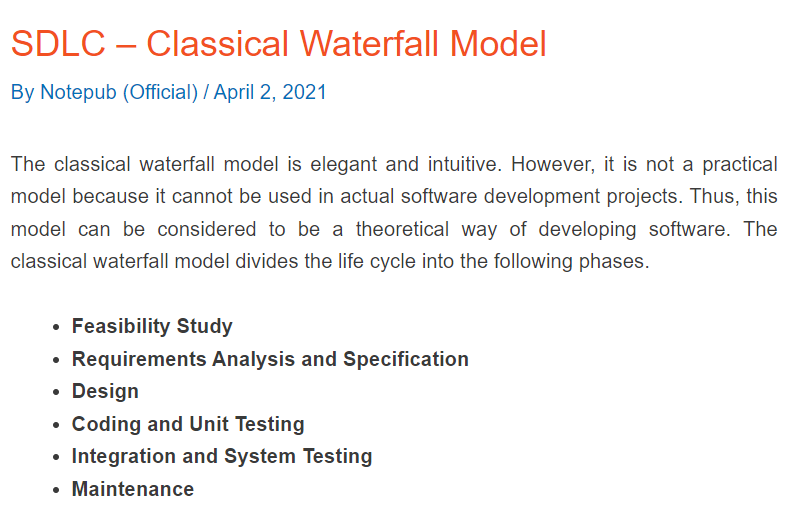 SDLC – Classical Waterfall Model
By Notepub (Official) / April 2, 2021
The classical waterfall model is elegant and intuitive. However, it is not a practical
model because it cannot be used in actual software development projects. Thus, this
model can be considered to be a theoretical way of developing software. The
classical waterfall model divides the life cycle into the following phases.
• Feasibility Study
• Requirements Analysis and Specification
• Design
• Coding and Unit Testing
• Integration and System Testing
• Maintenance